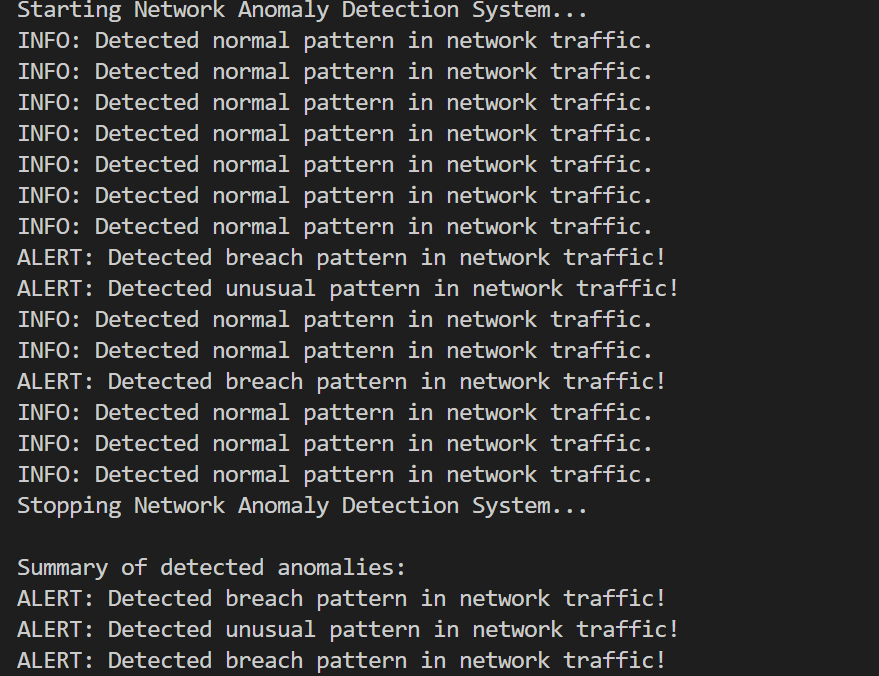 Starting Network Anomaly Detection System...
INFO: Detected normal pattern in network traffic.
INFO: Detected normal pattern in network traffic.
INFO: Detected normal pattern in network traffic.
INFO: Detected normal pattern in network traffic.
INFO: Detected normal pattern in network traffic.
INFO: Detected normal pattern in network traffic.
INFO: Detected normal pattern in network traffic.
ALERT: Detected breach pattern in network traffic!
ALERT: Detected unusual pattern in network traffic!
INFO: Detected normal pattern in network traffic.
INFO: Detected normal pattern in network traffic.
ALERT: Detected breach pattern in network traffic!
INFO: Detected normal pattern in network traffic.
INFO: Detected normal pattern in network traffic.
INFO: Detected normal pattern in network traffic.
Stopping Network Anomaly Detection System...

Summary of detected anomalies:
ALERT: Detected breach pattern in network traffic!
ALERT: Detected unusual pattern in network traffic!
ALERT: Detected breach pattern in network traffic!